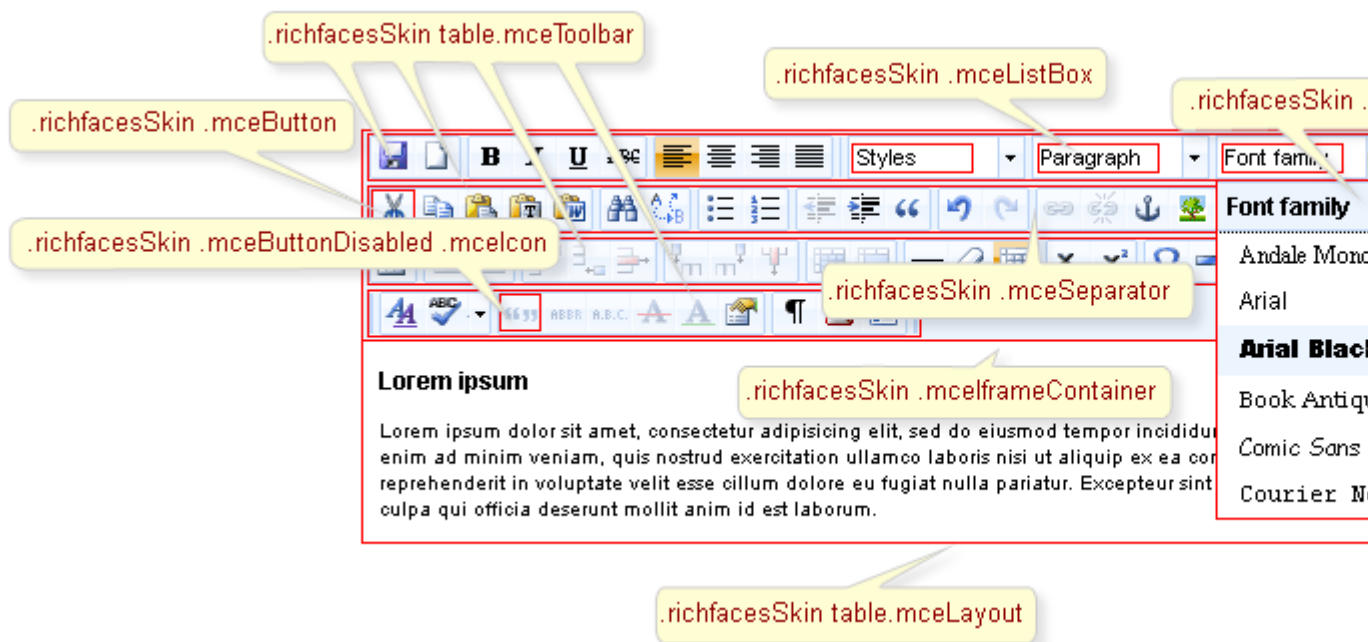 .richfacesSkin table.mceToolbar
.richfacesSkin .mceListBox
.richfacesSkin .
.richfacesSkin .mceButton
B I U ABC Styles Paragraph Font family
Font family
.richfacesSkin .mceButtonDisabled .mceIcon
Andale Mono
.richfacesSkin .mceSeparator
Arial
ABBR A.B.C. A A ¶
Arial Black
.richfacesSkin .mceIframeContainer
Lorem ipsum
Book Antiqu
Lorem ipsum dolor sit amet, consectetur adipisicing elit, sed do eiusmod tempor incididu
enim ad minim veniam, quis nostrud exercitation ullamco laboris nisi ut aliquip ex ea co
Comic Sans
reprehenderit in voluptate velit esse cillum dolore eu fugiat nulla pariatur. Excepteur sint
Courier N
culpa qui officia deserunt mollit anim id est laborum.
.richfacesSkin table.mceLayout